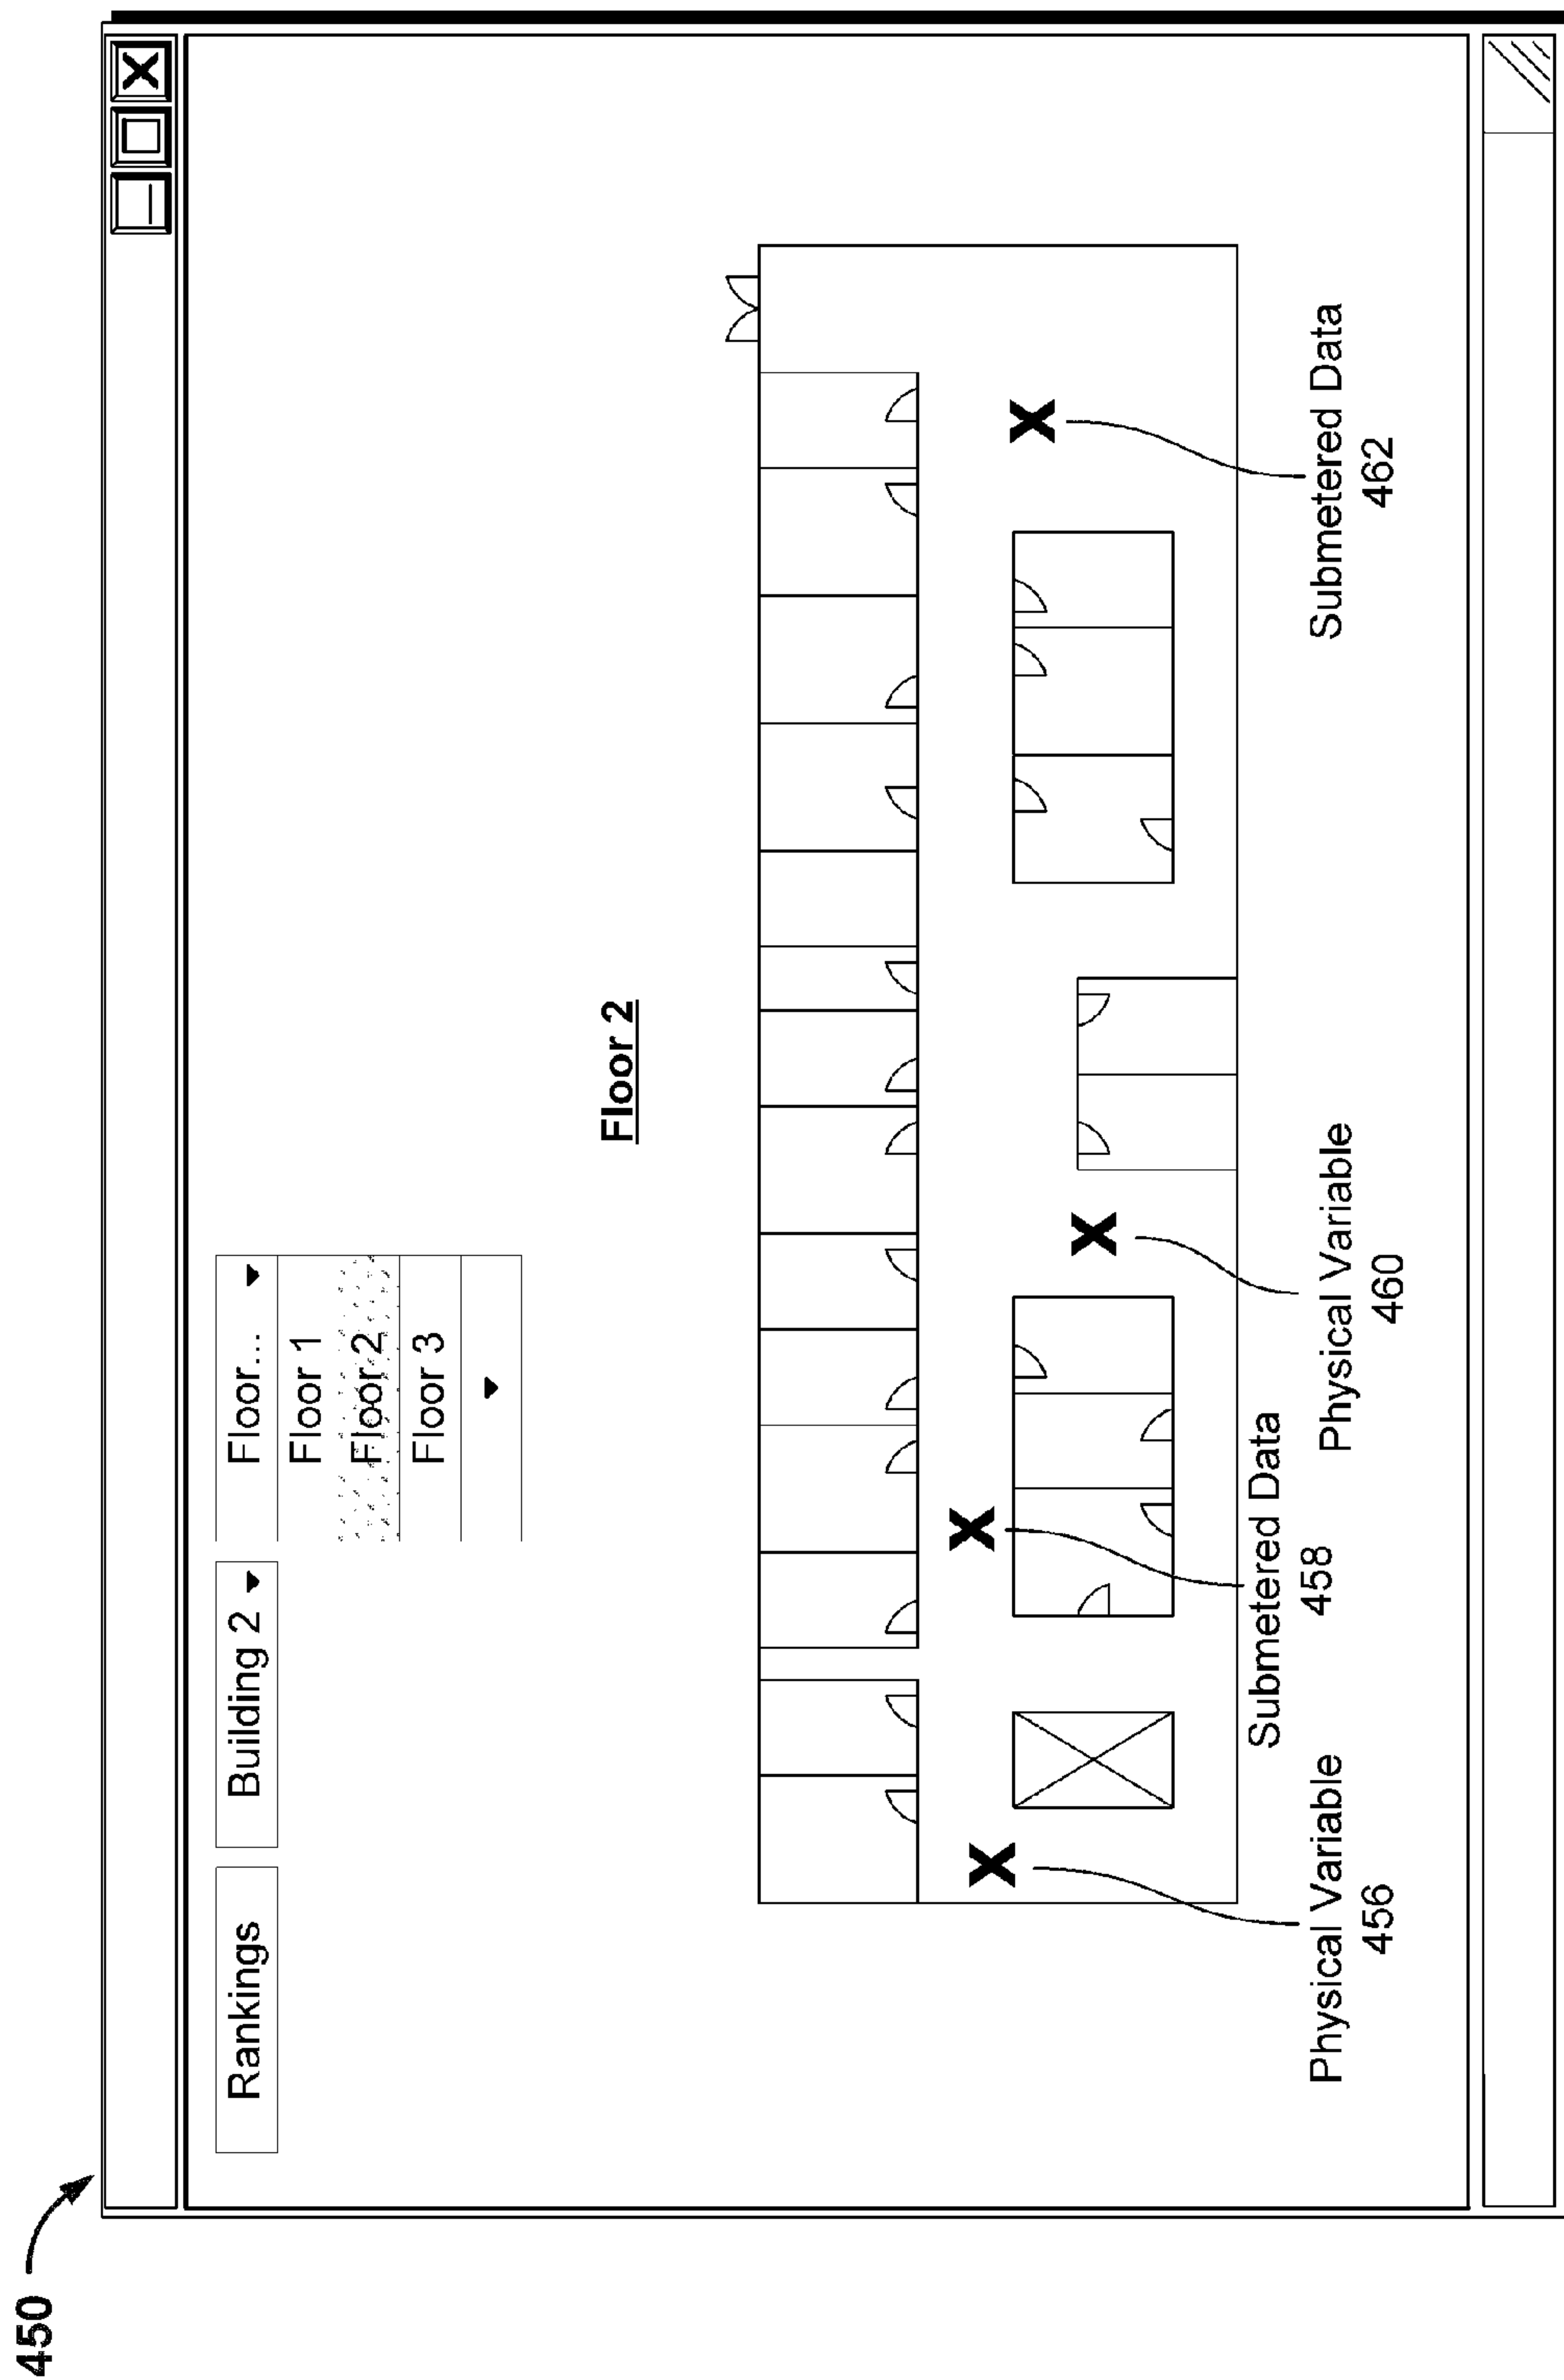 450
Rankings
Building 2
Floor...
Floor 1
Floor 2
Floor 3
Floor 2
Physical Variable
456
Submetered Data
458
Physical Variable
460
Submetered Data
462